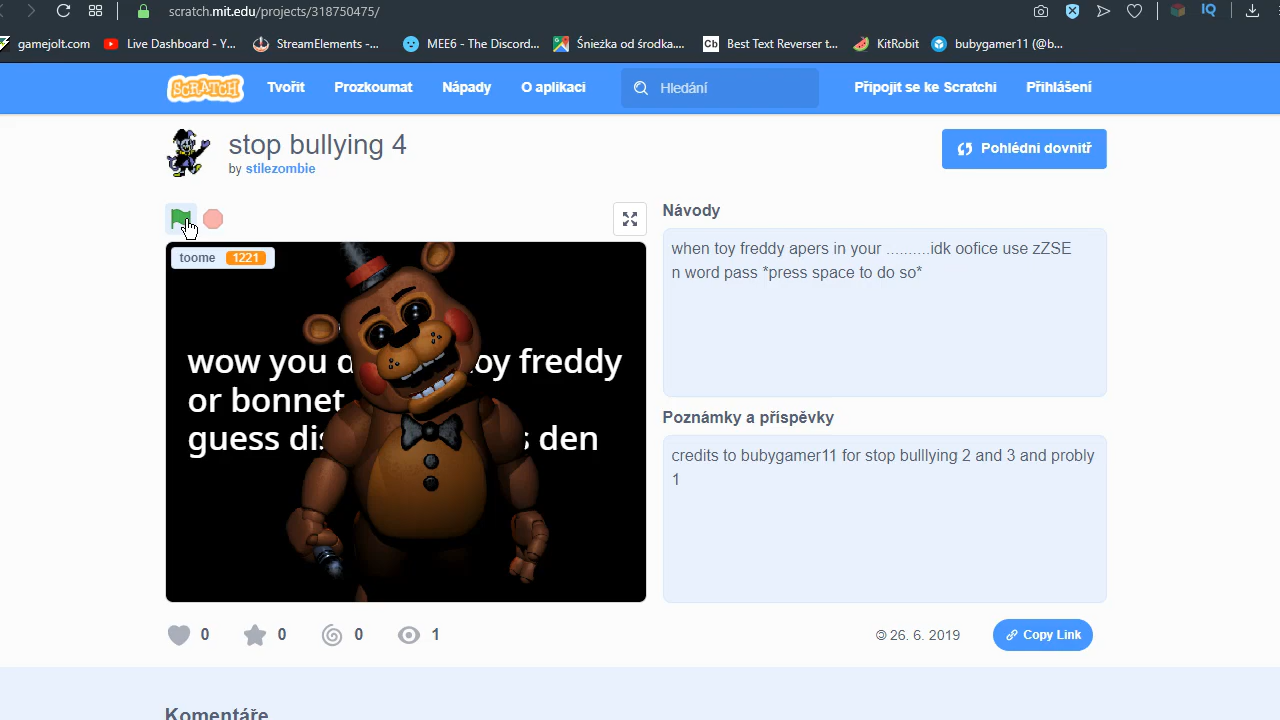 scratch.mit.edu/projects/318750475/
IQ
gamejolt.com
Live Dashboard - Y...
StreamElements -...
MEE6 - The Discord...
Śnieżka od środka....
Cb
Best Text Reverser t...
KitRobit
bubygamer11 (@b...
SCRATCH
Tvořit
Prozkoumat
Nápady
O aplikaci
Hledání
Připojit se ke Scratchi
Přihlášení
stop bullying 4
by stilezombie
Pohlédni dovnitř
Návody
when toy freddy apers in your ..........idk oofice use zZSE
n word pass *press space to do so*
toome 1221
wow you oy freddy
or bonnet
guess den
Poznámky a příspěvky
credits to bubygamer11 for stop bulllying 2 and 3 and probly
1
0
0
0
1
© 26. 6. 2019
Copy Link
Komentáře